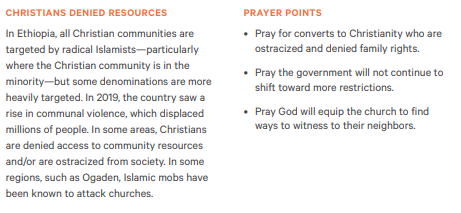 CHRISTIANS DENIED RESOURCES
In Ethiopia, all Christian communities are
targeted by radical Islamists—particularly
where the Christian community is in the
minority—but some denominations are more
heavily targeted. In 2019, the country saw a
rise in communal violence, which displaced
millions of people. In some areas, Christians
are denied access to community resources
and/or are ostracized from society. In some
regions, such as Ogaden, Islamic mobs have
been known to attack churches.
PRAYER POINTS
• Pray for converts to Christianity who are
ostracized and denied family rights.
• Pray the government will not continue to
shift toward more restrictions.
• Pray God will equip the church to find
ways to witness to their neighbors.